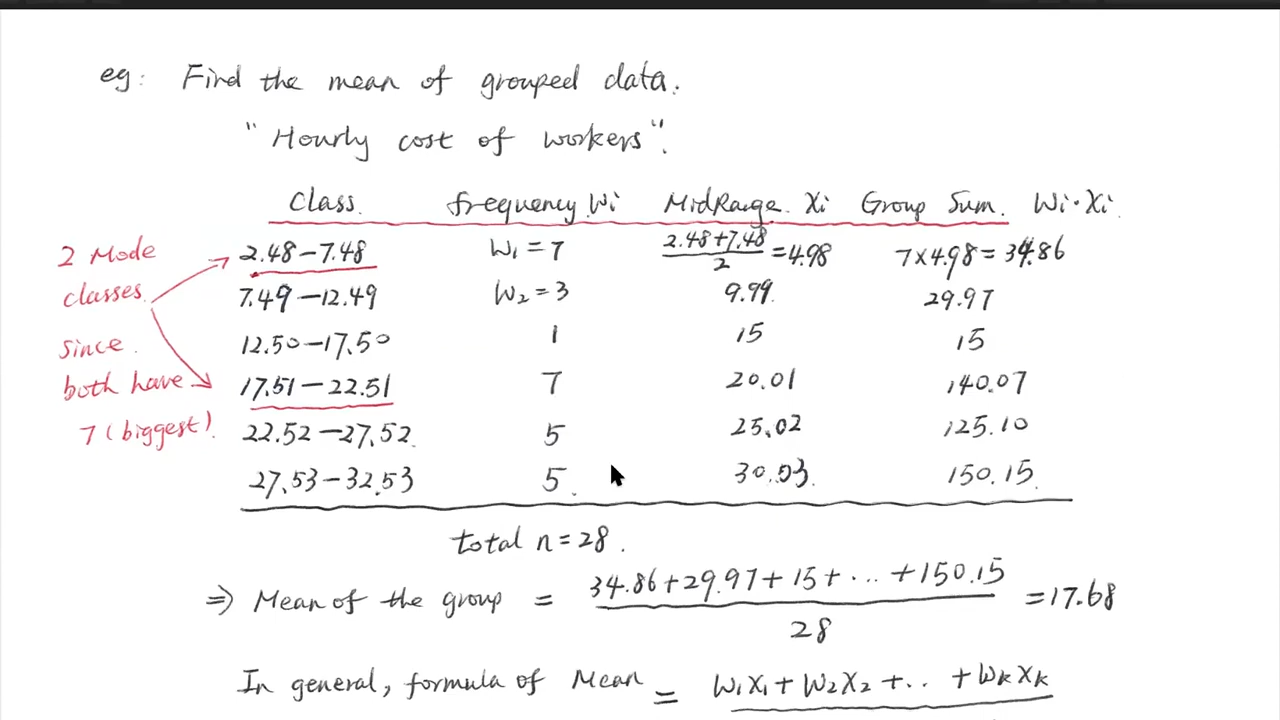 eg: Find the mean of grouped data.
"Hourly cost of workers".
Class. frequency Wi MidRange Xi Group Sum. Wi·Xi
2.48-7.48 W1=7 (2.48+7.48)/2=4.98 7×4.98=34.86
7.49-12.49 W2=3 9.99. 29.97
12.50-17.50 1 15 15
17.51-22.51 7 20.01 140.07
22.52-27.52 5 25.02 125.10
27.53-32.53 5. 30.03. 150.15.
2 Mode
classes
since
both have
7 (biggest).
total n=28.
⇒ Mean of the group = (34.86+29.97+15+...+150.15)/28 =17.68
In general, formula of Mean = W1X1+W2X2+..+WkXk